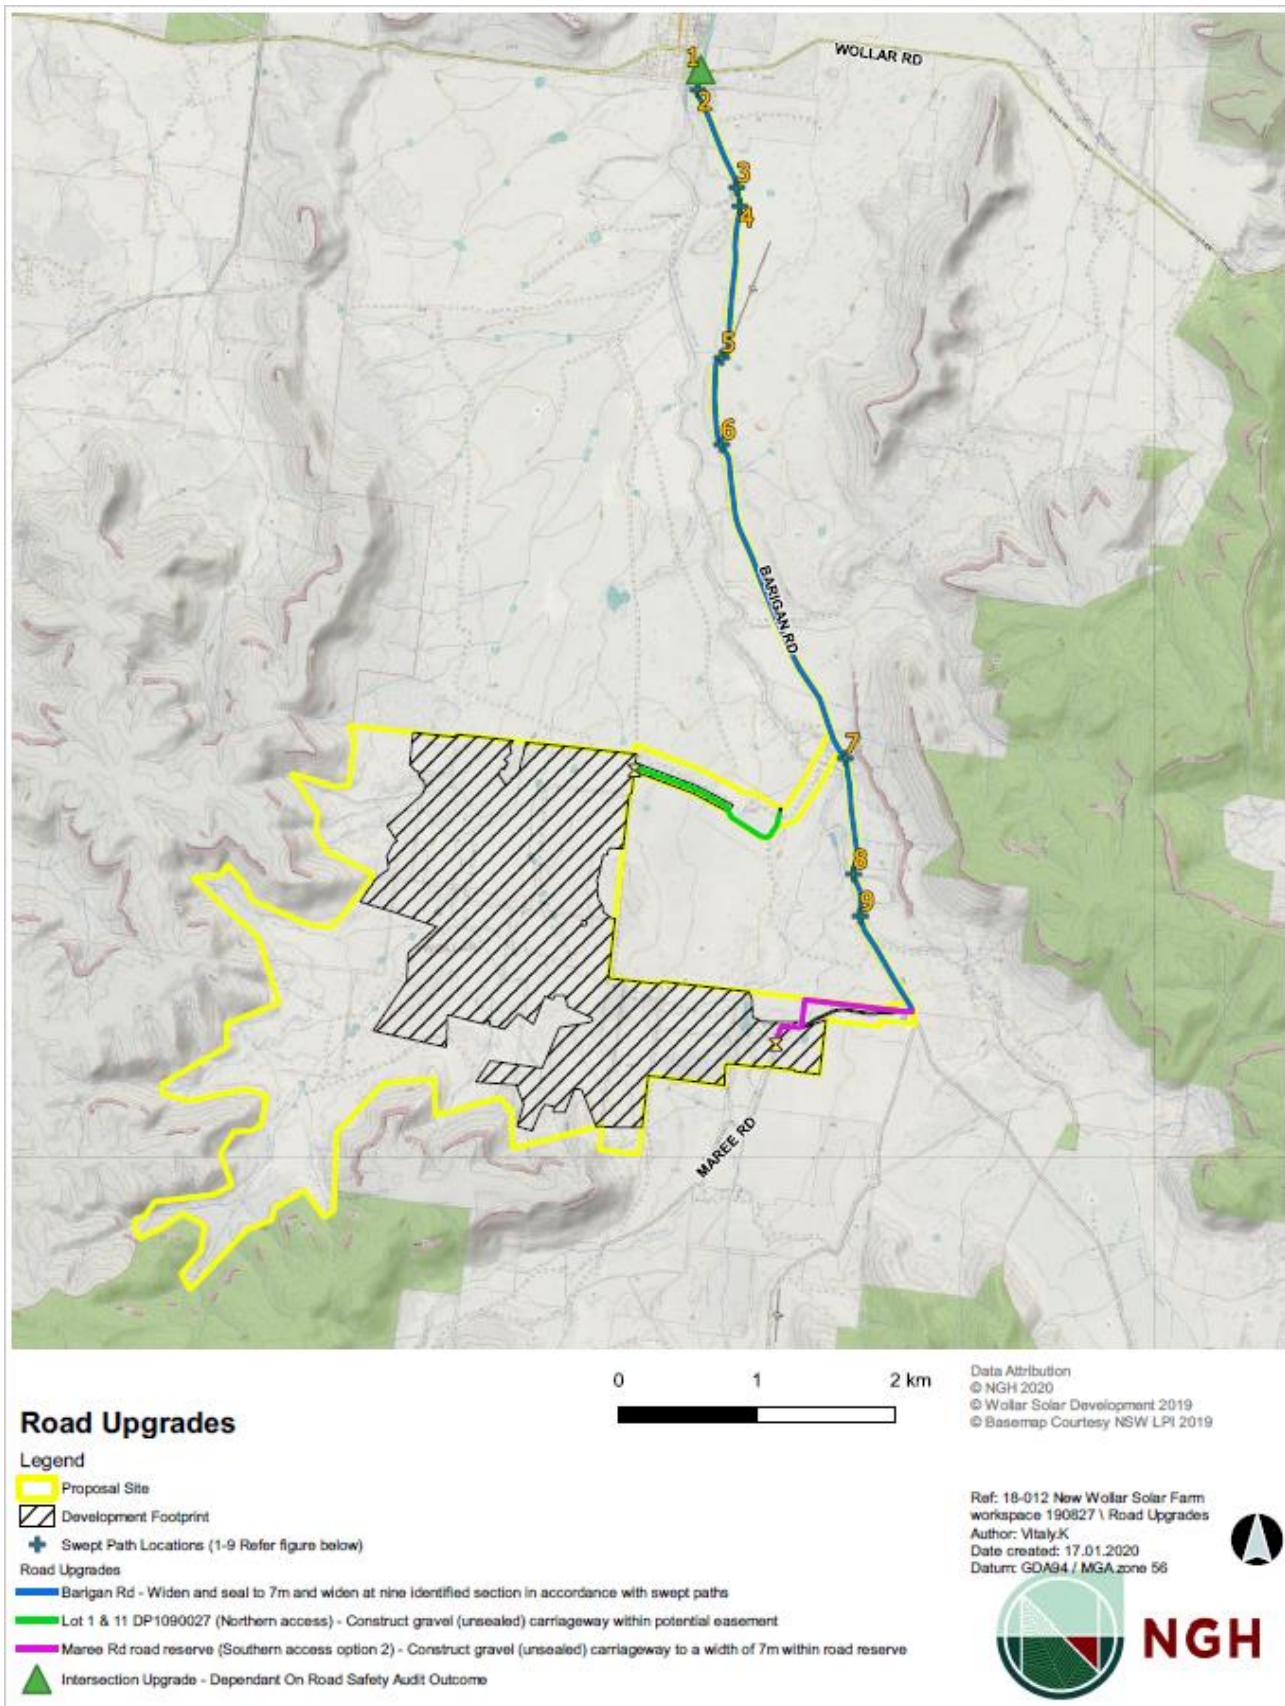 WOLLAR RD
1
2
3
4
5
6
BARIGAN RD
7
8
9
MAREE RD
0 1 2 km
Data Attribution
© NGH 2020
© Wollar Solar Development 2019
© Basemap Courtesy NSW LPI 2019
Road Upgrades
Legend
Proposal Site
Development Footprint
Swept Path Locations (1-9 Refer figure below)
Road Upgrades
Barigan Rd - Widen and seal to 7m and widen at nine identified section in accordance with swept paths
Lot 1 & 11 DP1090027 (Northern access) - Construct gravel (unsealed) carriageway within potential easement
Maree Rd road reserve (Southern access option 2) - Construct gravel (unsealed) carriageway to a width of 7m within road reserve
Intersection Upgrade - Dependant On Road Safety Audit Outcome
Ref: 18-012 New Wollar Solar Farm
workspace 190827 \ Road Upgrades
Author: Vitaly.K
Date created: 17.01.2020
Datum: GDA94 / MGA zone 56
NGH